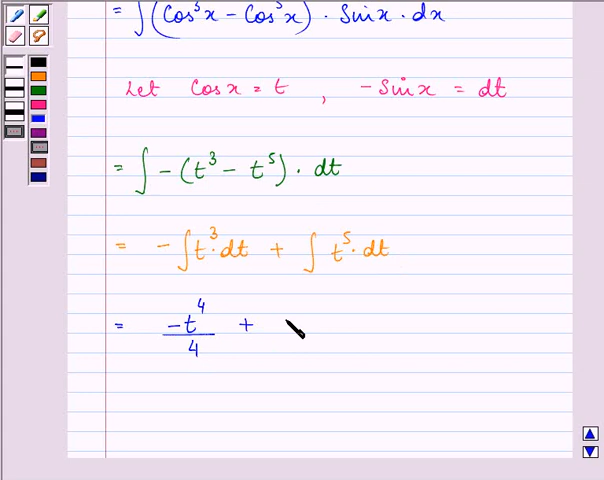 = ∫(Cos³x − Cos⁵x) · Sinx · dx
Let Cosx = t , −Sinx = dt
= ∫ −(t³ − t⁵) · dt
= −∫t³·dt + ∫ t⁵·dt
= −t⁴/4 +